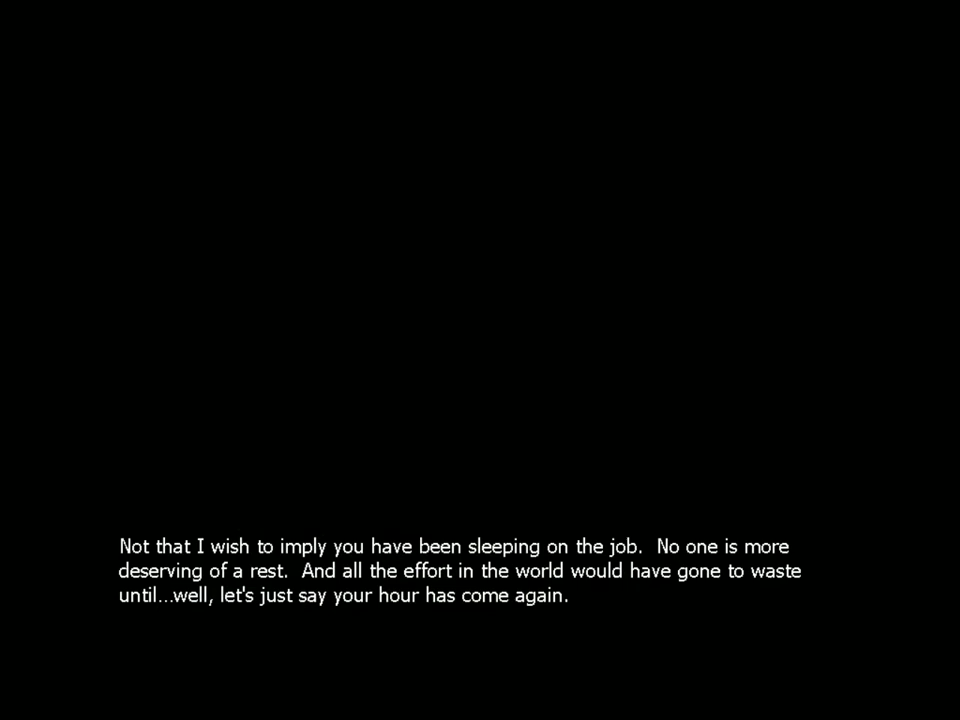 Not that I wish to imply you have been sleeping on the job.  No one is more
deserving of a rest.  And all the effort in the world would have gone to waste
until...well, let's just say your hour has come again.